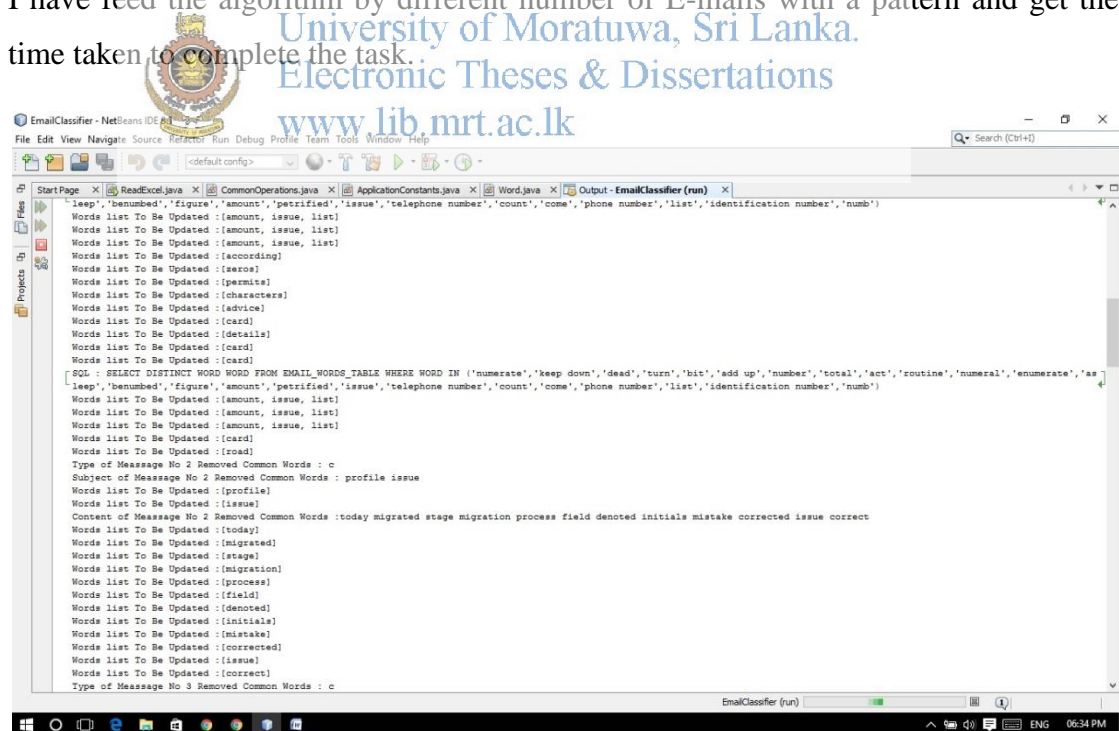 I have feed the algorithm by different number of E-mails with a pattern and get the
time taken to complete the task.
University of Moratuwa, Sri Lanka.
Electronic Theses & Dissertations
www.lib.mrt.ac.lk
EmailClassifier - NetBeans IDE
File Edit View Navigate Source Refactor Run Debug Profile Team Tools Window Help
Search (Ctrl+I)
<default config>
Start Page ReadExcel.java CommonOperations.java ApplicationConstants.java Word.java Output - EmailClassifier (run)
Files
Projects
leep','benumbed','figure','amount','petrified','issue','telephone number','count','come','phone number','list','identification number','numb')
Words list To Be Updated :[amount, issue, list]
Words list To Be Updated :[amount, issue, list]
Words list To Be Updated :[amount, issue, list]
Words list To Be Updated :[according]
Words list To Be Updated :[zeros]
Words list To Be Updated :[permits]
Words list To Be Updated :[characters]
Words list To Be Updated :[advice]
Words list To Be Updated :[card]
Words list To Be Updated :[details]
Words list To Be Updated :[card]
Words list To Be Updated :[card]
SQL : SELECT DISTINCT WORD WORD FROM EMAIL_WORDS_TABLE WHERE WORD IN ('numerate','keep down','dead','turn','bit','add up','number','total','act','routine','numeral','enumerate','as
leep','benumbed','figure','amount','petrified','issue','telephone number','count','come','phone number','list','identification number','numb')
Words list To Be Updated :[amount, issue, list]
Words list To Be Updated :[amount, issue, list]
Words list To Be Updated :[amount, issue, list]
Words list To Be Updated :[card]
Words list To Be Updated :[road]
Type of Meassage No 2 Removed Common Words : c
Subject of Meassage No 2 Removed Common Words : profile issue
Words list To Be Updated :[profile]
Words list To Be Updated :[issue]
Content of Meassage No 2 Removed Common Words :today migrated stage migration process field denoted initials mistake corrected issue correct
Words list To Be Updated :[today]
Words list To Be Updated :[migrated]
Words list To Be Updated :[stage]
Words list To Be Updated :[migration]
Words list To Be Updated :[process]
Words list To Be Updated :[field]
Words list To Be Updated :[denoted]
Words list To Be Updated :[initials]
Words list To Be Updated :[mistake]
Words list To Be Updated :[corrected]
Words list To Be Updated :[issue]
Words list To Be Updated :[correct]
Type of Meassage No 3 Removed Common Words : c
EmailClassifier (run)
ENG 06:34 PM